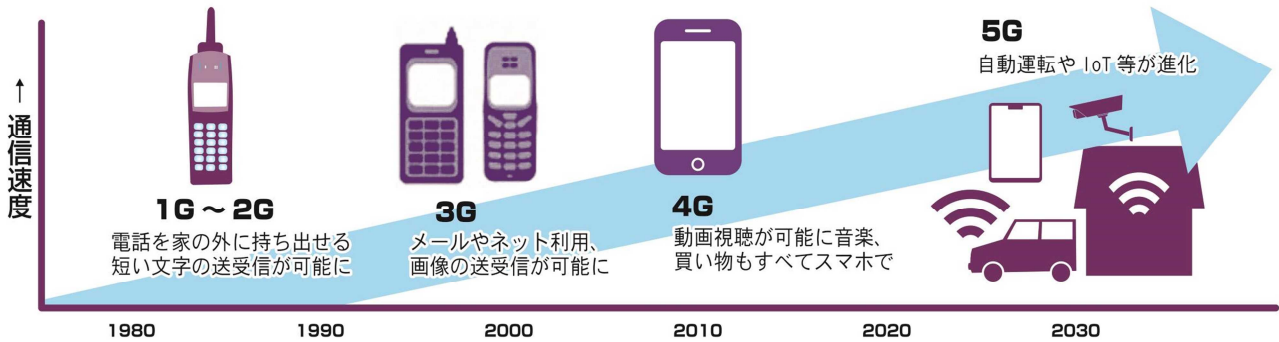 ↑通信速度
1G ~ 2G
電話を家の外に持ち出せる
短い文字の送受信が可能に
3G
メールやネット利用、
画像の送受信が可能に
4G
動画視聴が可能に音楽、
買い物もすべてスマホで
5G
自動運転や IoT 等が進化
1980
1990
2000
2010
2020
2030